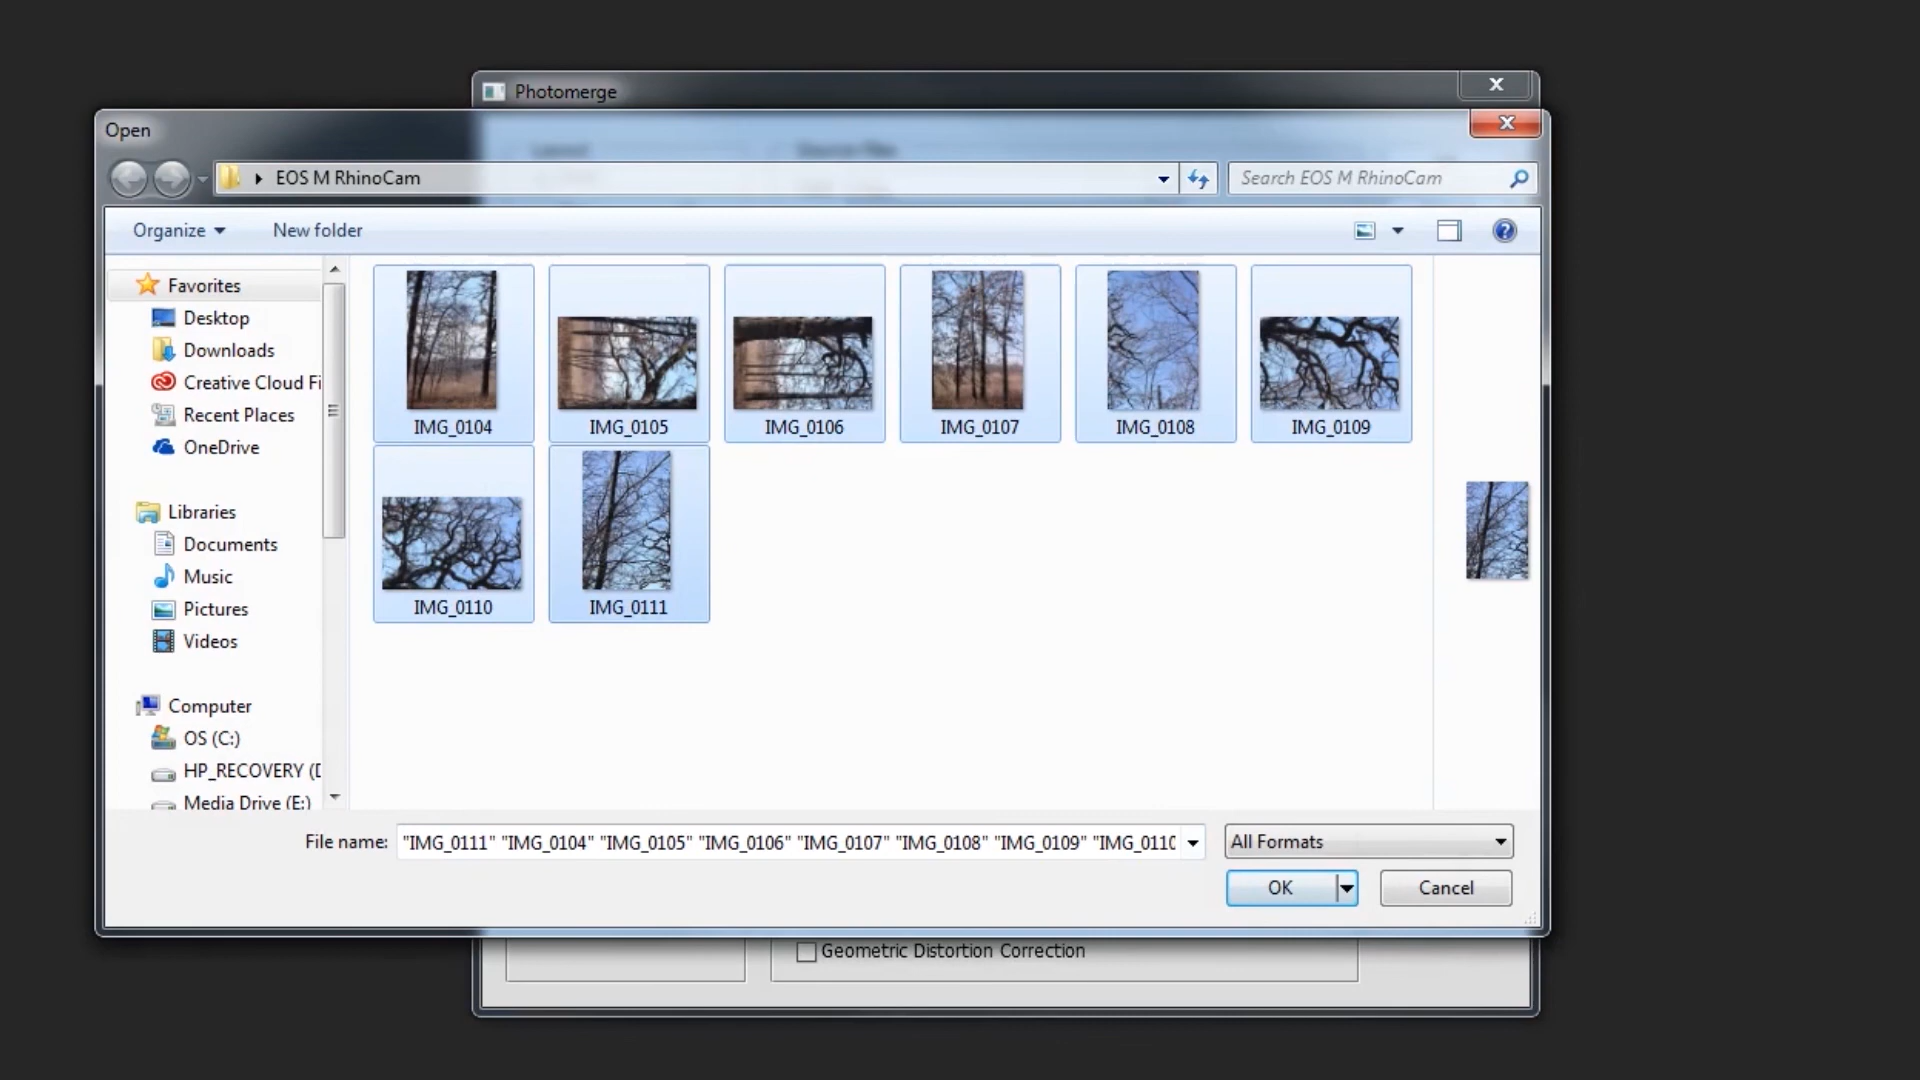 Photomerge
Open
EOS M RhinoCam
Search EOS M RhinoCam
Organize
New folder
Favorites
Desktop
Downloads
Creative Cloud Fi
Recent Places
OneDrive
Libraries
Documents
Music
Pictures
Videos
Computer
OS (C:)
HP_RECOVERY (D
Media Drive (E:)
IMG_0104
IMG_0105
IMG_0106
IMG_0107
IMG_0108
IMG_0109
IMG_0110
IMG_0111
File name:
"IMG_0111" "IMG_0104" "IMG_0105" "IMG_0106" "IMG_0107" "IMG_0108" "IMG_0109" "IMG_0110
All Formats
OK
Cancel
Geometric Distortion Correction